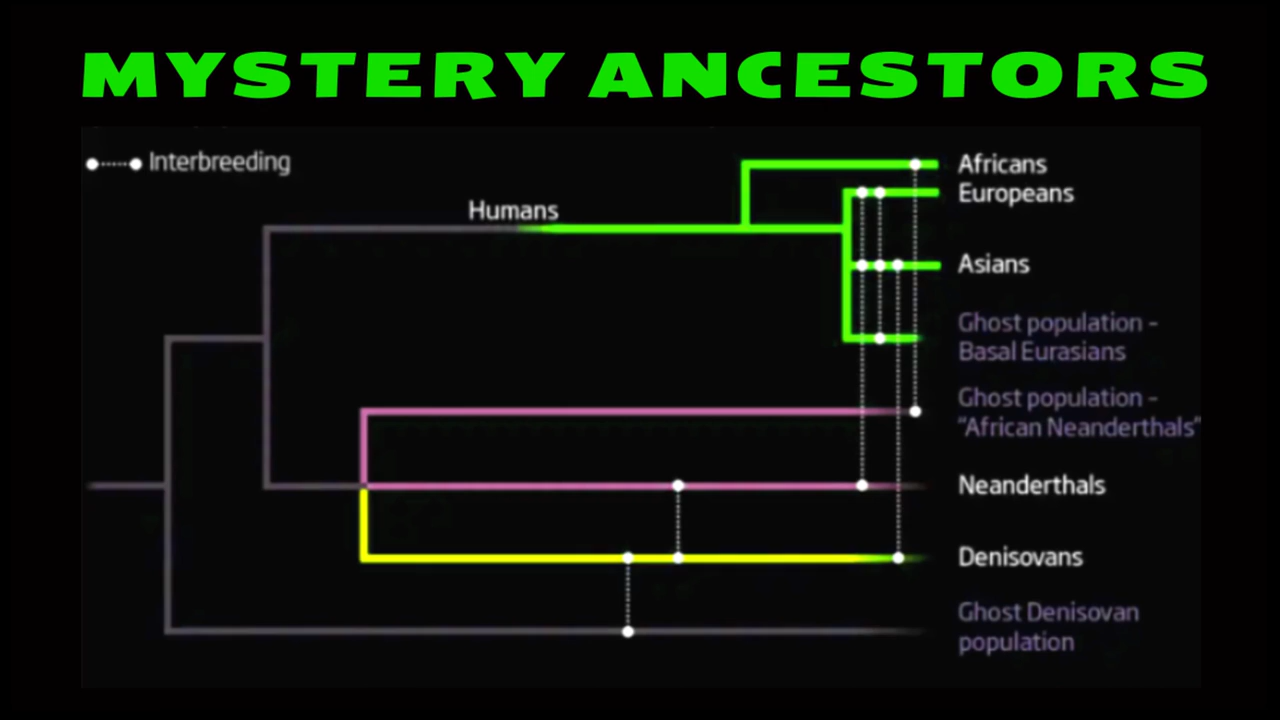 MYSTERY ANCESTORS
Interbreeding
Humans
Africans
Europeans
Asians
Ghost population –
Basal Eurasians
Ghost population –
“African Neanderthals”
Neanderthals
Denisovans
Ghost Denisovan
population